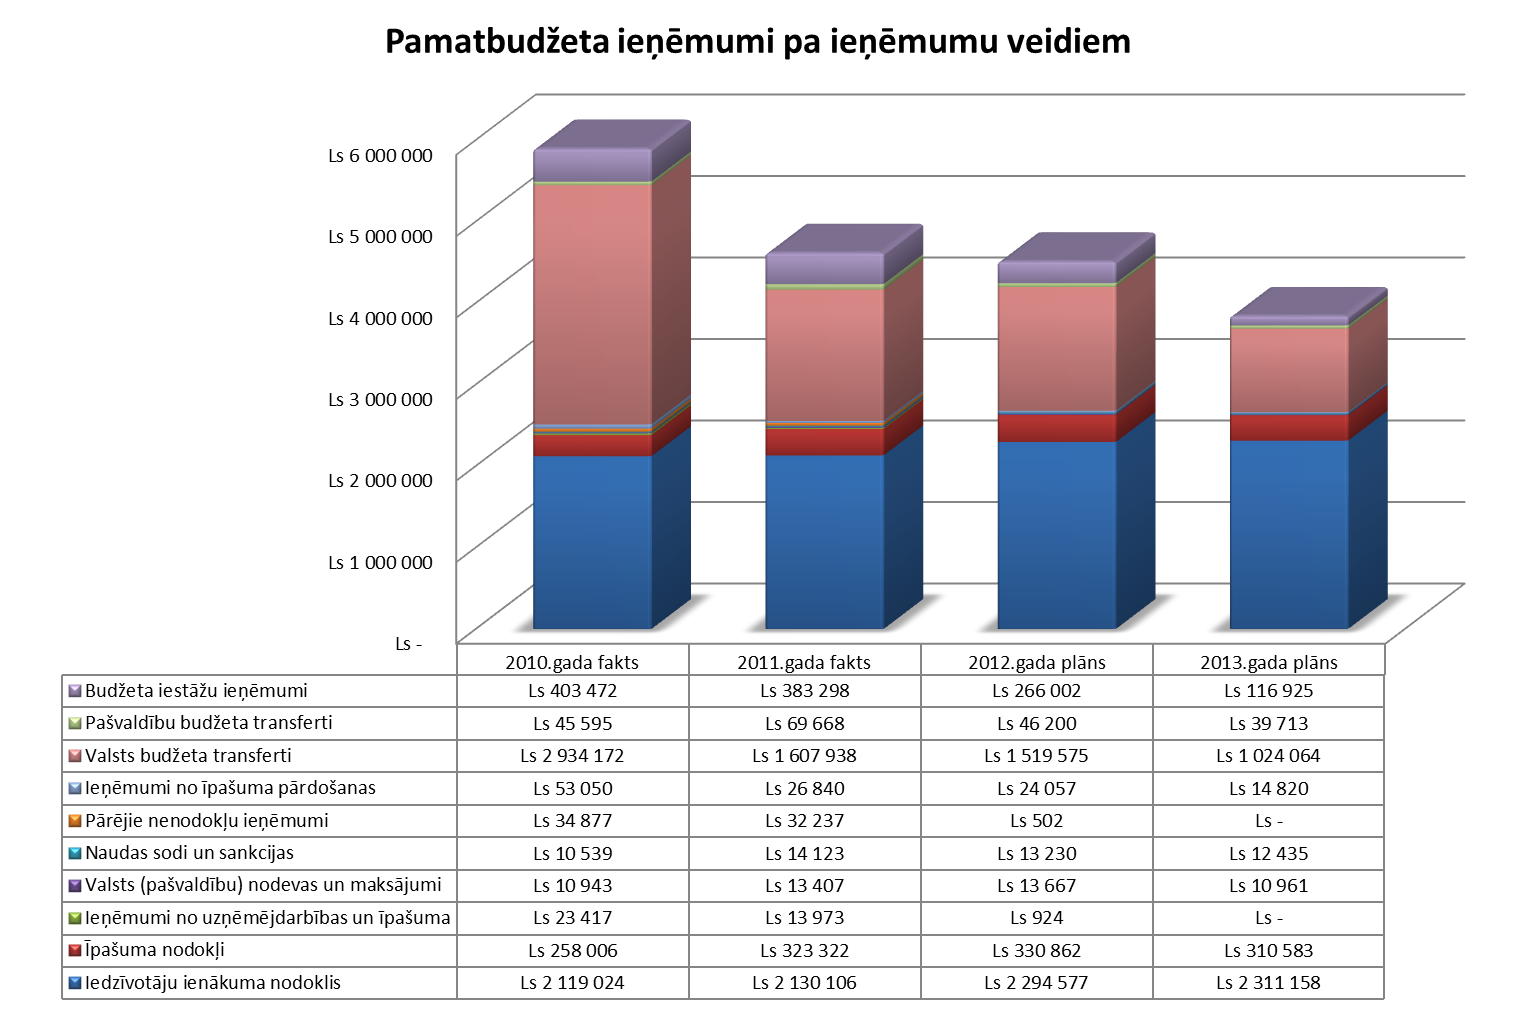 Pamatbudžeta ieņēmumi pa ieņēmumu veidiem
Ls 6 000 000
Ls 5 000 000
Ls 4 000 000
Ls 3 000 000
Ls 2 000 000
Ls 1 000 000
Ls -
2010.gada fakts 2011.gada fakts 2012.gada plāns 2013.gada plāns
Budžeta iestāžu ieņēmumi Ls 403 472 Ls 383 298 Ls 266 002 Ls 116 925
Pašvaldību budžeta transferti Ls 45 595 Ls 69 668 Ls 46 200 Ls 39 713
Valsts budžeta transferti Ls 2 934 172 Ls 1 607 938 Ls 1 519 575 Ls 1 024 064
Ieņēmumi no īpašuma pārdošanas Ls 53 050 Ls 26 840 Ls 24 057 Ls 14 820
Pārējie nenodokļu ieņēmumi Ls 34 877 Ls 32 237 Ls 502 Ls -
Naudas sodi un sankcijas Ls 10 539 Ls 14 123 Ls 13 230 Ls 12 435
Valsts (pašvaldību) nodevas un maksājumi Ls 10 943 Ls 13 407 Ls 13 667 Ls 10 961
Ieņēmumi no uzņēmējdarbības un īpašuma Ls 23 417 Ls 13 973 Ls 924 Ls -
Īpašuma nodokļi Ls 258 006 Ls 323 322 Ls 330 862 Ls 310 583
Iedzīvotāju ienākuma nodoklis Ls 2 119 024 Ls 2 130 106 Ls 2 294 577 Ls 2 311 158